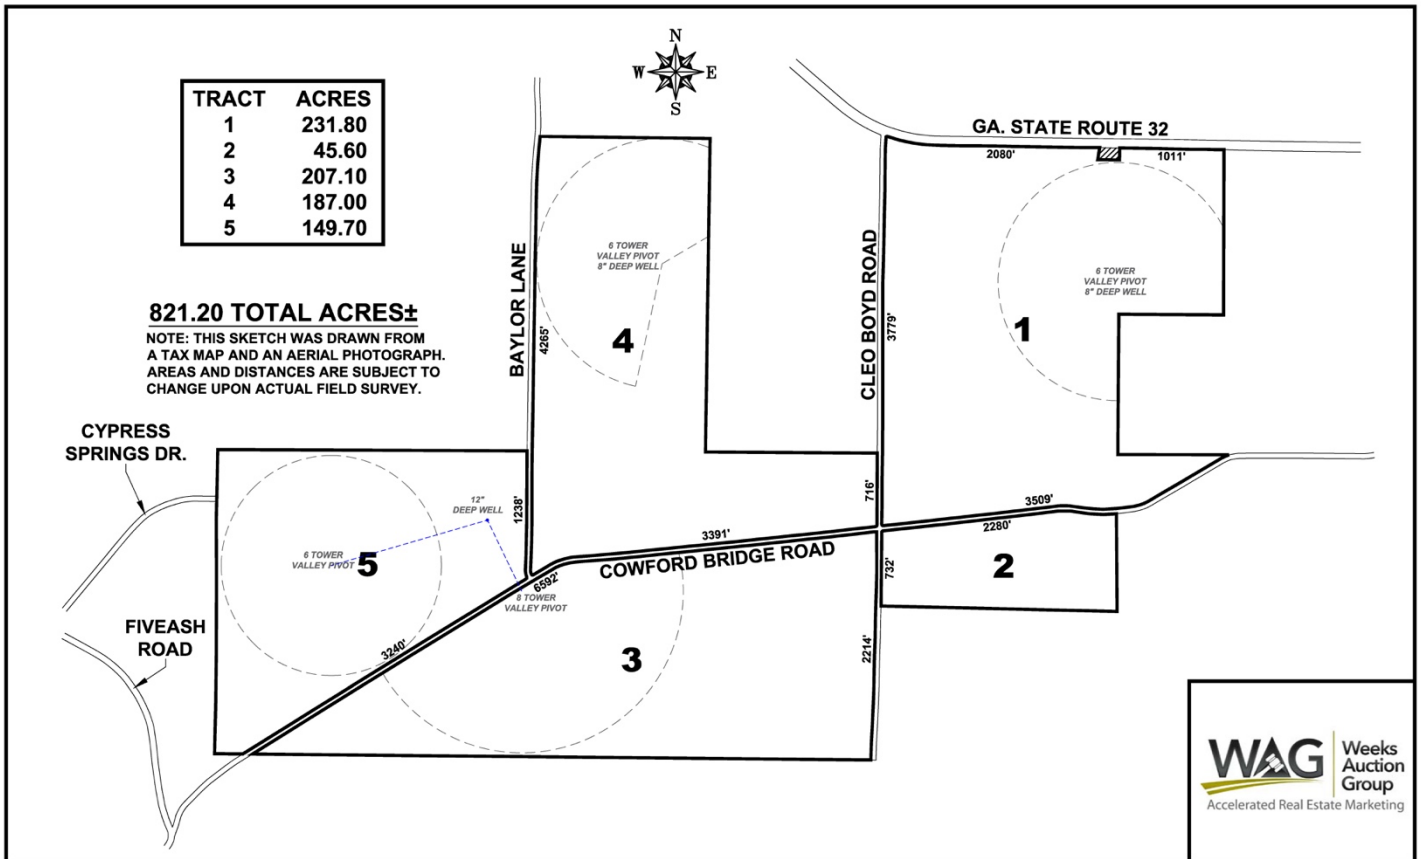 N
W E
S
TRACT ACRES
1 231.80
2 45.60
3 207.10
4 187.00
5 149.70
821.20 TOTAL ACRES±
NOTE: THIS SKETCH WAS DRAWN FROM
A TAX MAP AND AN AERIAL PHOTOGRAPH.
AREAS AND DISTANCES ARE SUBJECT TO
CHANGE UPON ACTUAL FIELD SURVEY.
GA. STATE ROUTE 32
2080'
1011'
BAYLOR LANE
4265'
6 TOWER
VALLEY PIVOT
8" DEEP WELL
4
CLEO BOYD ROAD
3779'
6 TOWER
VALLEY PIVOT
8" DEEP WELL
1
CYPRESS
SPRINGS DR.
12"
DEEP WELL
1238'
716'
3509'
2280'
3391'
COWFORD BRIDGE ROAD
6 TOWER
VALLEY PIVOT
5
6592'
8 TOWER
VALLEY PIVOT
732'
2
FIVEASH
ROAD
3240'
3
2214'
WAG
Weeks
Auction
Group
Accelerated Real Estate Marketing